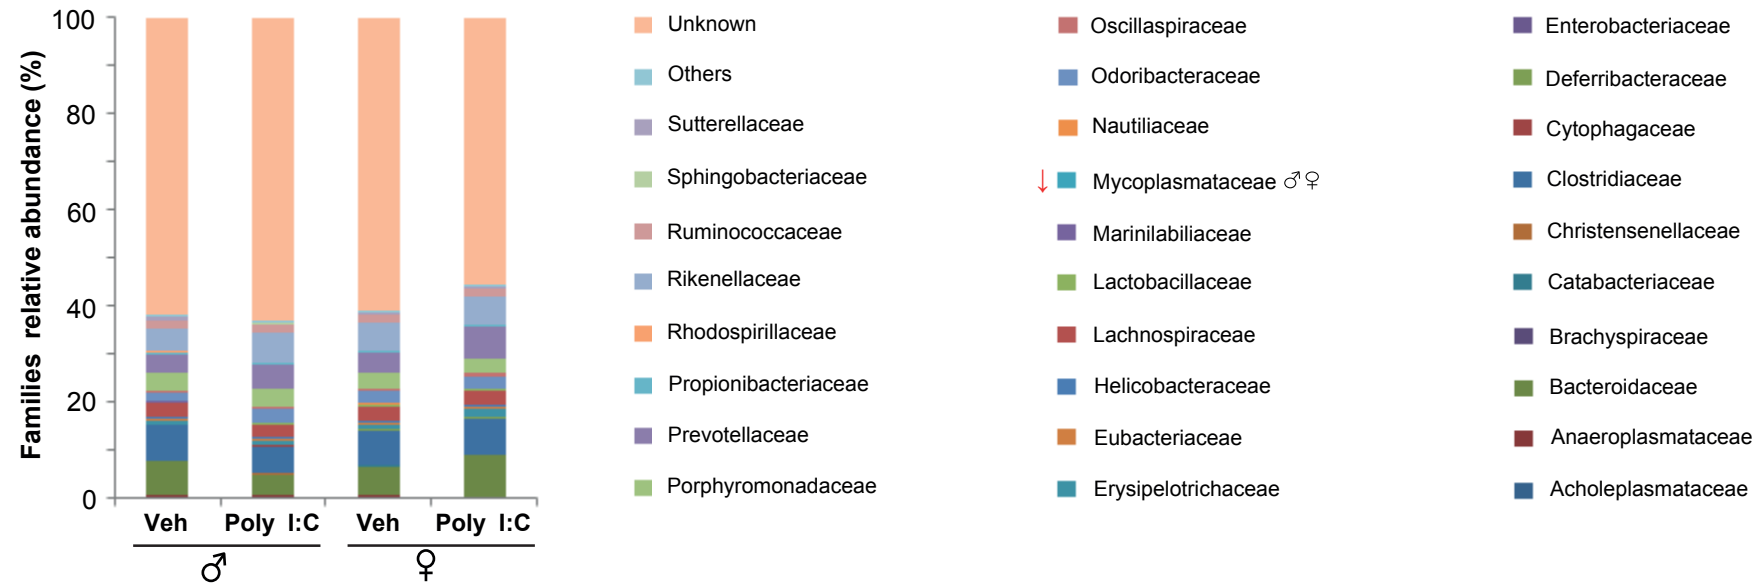 Families relative abundance (%)
100
80
60
40
20
0
Veh Poly I:C Veh Poly I:C
♂ ♀
Unknown
Others
Sutterellaceae
Sphingobacteriaceae
Ruminococcaceae
Rikenellaceae
Rhodospirillaceae
Propionibacteriaceae
Prevotellaceae
Porphyromonadaceae
Oscillaspiraceae
Odoribacteraceae
Nautiliaceae
↓ Mycoplasmataceae ♂♀
Marinilabiliaceae
Lactobacillaceae
Lachnospiraceae
Helicobacteraceae
Eubacteriaceae
Erysipelotrichaceae
Enterobacteriaceae
Deferribacteraceae
Cytophagaceae
Clostridiaceae
Christensenellaceae
Catabacteriaceae
Brachyspiraceae
Bacteroidaceae
Anaeroplasmataceae
Acholeplasmataceae